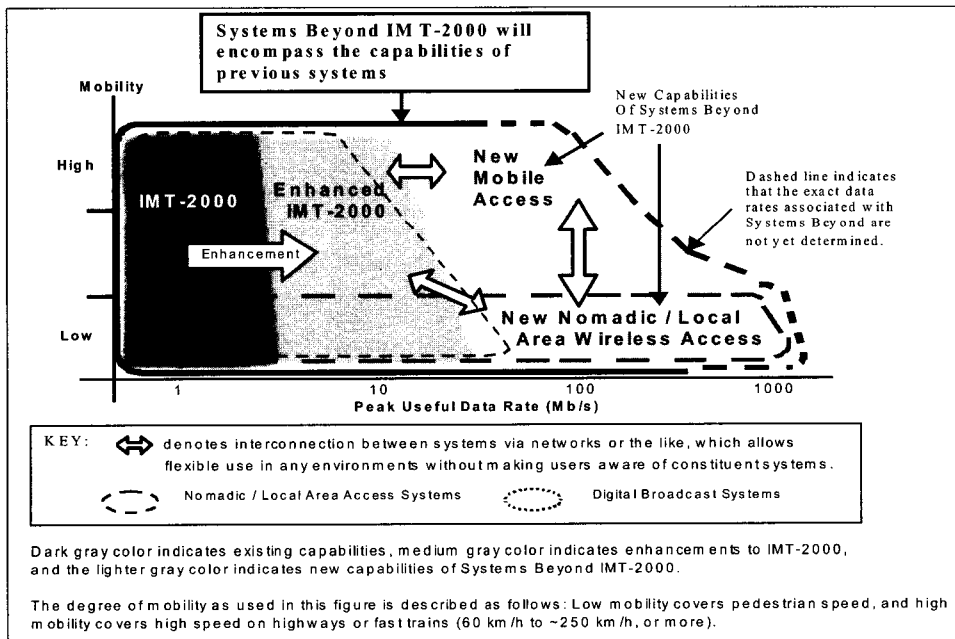 Systems Beyond IMT-2000 will
encompass the capabilities of
previous systems
Mobility
New Capabilities
Of Systems Beyond
IMT-2000
High
New
Mobile
Access
Dashed line indicates
that the exact data
rates associated with
Systems Beyond are
not yet determined.
IMT-2000
Enhanced
IMT-2000
Enhancement
Low
New Nomadic / Local
Area Wireless Access
1
10
100
1000
Peak Useful Data Rate (Mb/s)
KEY:
denotes interconnection between systems via networks or the like, which allows
flexible use in any environments without making users aware of constituent systems.
Nomadic / Local Area Access Systems
Digital Broadcast Systems
Dark gray color indicates existing capabilities, medium gray color indicates enhancements to IMT-2000,
and the lighter gray color indicates new capabilities of Systems Beyond IMT-2000.
The degree of mobility as used in this figure is described as follows: Low mobility covers pedestrian speed, and high
mobility covers high speed on highways or fast trains (60 km/h to ~250 km/h, or more).